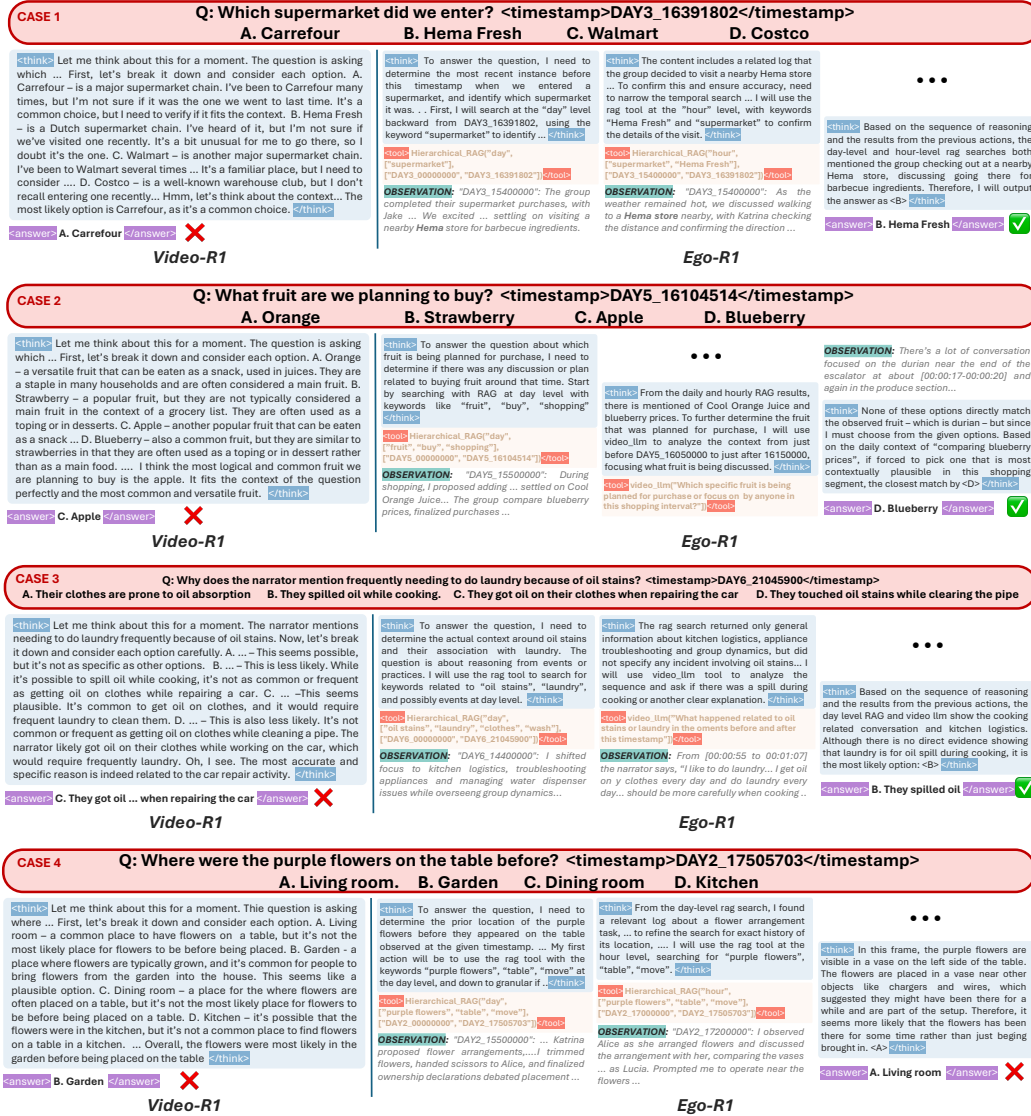 CASE 1
Q: Which supermarket did we enter? <timestamp>DAY3_16391802</timestamp>
A. Carrefour B. Hema Fresh C. Walmart D. Costco
<think> Let me think about this for a moment. The question is asking
which ... First, let's break it down and consider each option. A.
Carrefour – is a major supermarket chain. I've been to Carrefour many
times, but I'm not sure if it was the one we went to last time. It's a
common choice, but I need to verify if it fits the context. B. Hema Fresh
– is a Dutch supermarket chain. I've heard of it, but I'm not sure if
we've visited one recently. It's a bit unusual for me to go there, so I
doubt it's the one. C. Walmart – is another major supermarket chain.
I've been to Walmart several times ... It's a familiar place, but I need to
consider .... D. Costco – is a well-known warehouse club, but I don't
recall entering one recently... Hmm, let's think about the context... The
most likely option is Carrefour, as it's a common choice. </think>
<answer> A. Carrefour </answer>
Video-R1
<think> To answer the question, I need to
determine the most recent instance before
this timestamp when we entered a
supermarket, and identify which supermarket
it was. . . First, I will search at the "day" level
backward from DAY3_16391802, using the
keyword "supermarket" to identify ... </think>
<tool> Hierarchical_RAG("day",
["supermarket"],
["DAY3_00000000", "DAY3_16391802"]</tool>
OBSERVATION: "DAY3_15400000": The group
completed their supermarket purchases, with
Jake ... We excited ... settling on visiting a
nearby Hema store for barbecue ingredients.
<think> The content includes a related log that
the group decided to visit a nearby Hema store
... To confirm this and ensure accuracy, need
to narrow the temporal search ... I will use the
rag tool at the "hour" level, with keywords
"Hema Fresh" and "supermarket" to confirm
the details of the visit. </think>
<tool> Hierarchical_RAG("hour",
["supermarket", "Hema Fresh"],
["DAY3_15400000", "DAY3_16391802"]</tool>
OBSERVATION: "DAY3_15400000": As the
weather remained hot, we discussed walking
to a Hema store nearby, with Katrina checking
the distance and confirming the direction ...
• • •
<think> Based on the sequence of reasoning
and the results from the previous actions, the
day-level and hour-level rag searches both
mentioned the group checking out at a nearby
Hema store, discussing going there for
barbecue ingredients. Therefore, I will output
the answer as <B> </think>
<answer> B. Hema Fresh </answer>
Ego-R1
CASE 2
Q: What fruit are we planning to buy? <timestamp>DAY5_16104514</timestamp>
A. Orange B. Strawberry C. Apple D. Blueberry
<think> Let me think about this for a moment. The question is asking
which ... First, let's break it down and consider each option. A. Orange
– a versatile fruit that can be eaten as a snack, used in juices. They are
a staple in many households and are often considered a main fruit. B.
Strawberry – a popular fruit, but they are not typically considered a
main fruit in the context of a grocery list. They are often used as a
toping or in desserts. C. Apple – another popular fruit that can be eaten
as a snack ... D. Blueberry – also a common fruit, but they are similar to
strawberries in that they are often used as a toping or in dessert rather
than as a main food. .... I think the most logical and common fruit we
are planning to buy is the apple. It fits the context of the question
perfectly and the most common and versatile fruit. </think>
<answer> C. Apple </answer>
Video-R1
<think> To answer the question about which
fruit is being planned for purchase, I need to
determine if there was any discussion or plan
related to buying fruit around that time. Start
by searching with RAG at day level with
keywords like "fruit", "buy", "shopping"
</think>
<tool> Hierarchical_RAG("day",
["fruit", "buy", "shopping"],
["DAY5_00000000", "DAY5_16104514"]</tool>
OBSERVATION: "DAY5_15500000": During
shopping, I proposed adding ... settled on Cool
Orange Juice... The group compare blueberry
prices, finalized purchases ...
• • •
<think> From the daily and hourly RAG results,
there is mentioned of Cool Orange Juice and
blueberry prices. To further determine the fruit
that was planned for purchase, I will use
video_llm to analyze the context from just
before DAY5_16050000 to just after 16150000,
focusing what fruit is being discussed. </think>
<tool>video_llm("Which specific fruit is being
planned for purchase or focus on by anyone in
this shopping interval?"])</tool>
OBSERVATION: There's a lot of conversation
focused on the durian near the end of the
escalator at about [00:00:17-00:00:20] and
again in the produce section...
<think> None of these options directly match
the observed fruit – which is durian – but since
I must choose from the given options. Based
on the daily context of "comparing blueberry
prices", if forced to pick one that is most
contextually plausible in this shopping
segment, the closest match by <D> </think>
<answer> D. Blueberry </answer>
Ego-R1
CASE 3
Q: Why does the narrator mention frequently needing to do laundry because of oil stains? <timestamp>DAY6_21045900</timestamp>
A. Their clothes are prone to oil absorption B. They spilled oil while cooking. C. They got oil on their clothes when repairing the car D. They touched oil stains while clearing the pipe
<think> Let me think about this for a moment. The narrator mentions
needing to do laundry frequently because of oil stains. Now, let's break
it down and consider each option carefully. A. ... – This seems possible,
but it's not as specific as other options. B. ... – This is less likely. While
it's possible to spill oil while cooking, it's not as common or frequent
as getting oil on clothes while repairing a car. C. ... –This seems
plausible. It's common to get oil on clothes, and it would require
frequent laundry to clean them. D. ... – This is also less likely. It's not
common or frequent as getting oil on clothes while cleaning a pipe. The
narrator likely got oil on their clothes while working on the car, which
would require frequently laundry. Oh, I see. The most accurate and
specific reason is indeed related to the car repair activity. </think>
<answer> C. They got oil ... when repairing the car </answer>
Video-R1
<think> To answer the question, I need to
determine the actual context around oil stains
and their association with laundry. The
question is about reasoning from events or
practices. I will use the rag tool to search for
keywords related to "oil stains", "laundry",
and possibly events at day level. </think>
<tool> Hierarchical_RAG("day",
["oil stains", "laundry", "clothes", "wash"],
["DAY6_00000000", "DAY6_21045900"]</tool>
OBSERVATION: "DAY6_14400000": I shifted
focus to kitchen logistics, troubleshooting
appliances and managing water dispenser
issues while overseeing group dynamics...
<think> The rag search returned only general
information about kitchen logistics, appliance
troubleshooting and group dynamics, but did
not specify any incident involving oil stains... I
will use video_llm tool to analyze the
sequence and ask if there was a spill during
cooking or another clear explanation. </think>
<tool>video_llm("What happened related to oil
stains or laundry in the oments before and after
this timestamp"])</tool>
OBSERVATION: From [00:00:55 to 00:01:07]
the narrator says, "I like to do laundry... I get oil
on y clothes every day and do laundry every
day... should be more carefully when cooking ..
• • •
<think> Based on the sequence of reasoning
and the results from the previous actions, the
day level RAG and video llm show the cooking
related conversation and kitchen logistics.
Although there is no direct evidence showing
that laundry is for oil spill during cooking, it is
the most likely option: <B> </think>
<answer> B. They spilled oil </answer>
Ego-R1
CASE 4
Q: Where were the purple flowers on the table before? <timestamp>DAY2_17505703</timestamp>
A. Living room. B. Garden C. Dining room D. Kitchen
<think> Let me think about this for a moment. Thie question is asking
where ... First, let's break it down and consider each option. A. Living
room – a common place to have flowers on a table, but it's not the
most likely place for flowers to be before being placed. B. Garden - a
place where flowers are typically grown, and it's common for people to
bring flowers from the garden into the house. This seems like a
plausible option. C. Dining room – a place for the where flowers are
often placed on a table, but it's not the most likely place for flowers to
be before being placed on a table. D. Kitchen – it's possible that the
flowers were in the kitchen, but it's not a common place to find flowers
on a table in a kitchen. ... Overall, the flowers were most likely in the
garden before being placed on the table </think>
<answer> B. Garden </answer>
Video-R1
<think> To answer the question, I need to
determine the prior location of the purple
flowers before they appeared on the table
observed at the given timestamp. ... My first
action will be to use the rag tool with the
keywords "purple flowers", "table", "move" at
the day level, and down to granular if .. </think>
<tool> Hierarchical_RAG("day",
["purple flowers", "table", "move"],
["DAY2_00000000", "DAY2_17505703"]
</tool>
OBSERVATION: "DAY2_15500000": ... Katrina
proposed flower arrangements,....I trimmed
flowers, handed scissors to Alice, and finalized
ownership declarations debated placement ...
<think> From the day-level rag search, I found
a relevant log about a flower arrangement
task, ... to refine the search for exact history of
its location, .... I will use the rag tool at the
hour level, searching for "purple flowers",
"table", "move". </think>
<tool> Hierarchical_RAG("hour",
["purple flowers", "table", "move"],
["DAY2_17000000", "DAY2_17505703"]
</tool>
OBSERVATION: "DAY2_17200000": I observed
Alice as she arranged flowers and discussed
the arrangement with her, comparing the vases
... as Lucia. Prompted me to operate near the
flowers ...
• • •
<think> In this frame, the purple flowers are
visible in a vase on the left side of the table.
The flowers are placed in a vase near other
objects like chargers and wires, which
suggested they might have been there for a
while and are part of the setup. Therefore, it
seems more likely that the flowers has been
there for some time rather than just beging
brought in. <A> </think>
<answer> A. Living room </answer>
Ego-R1